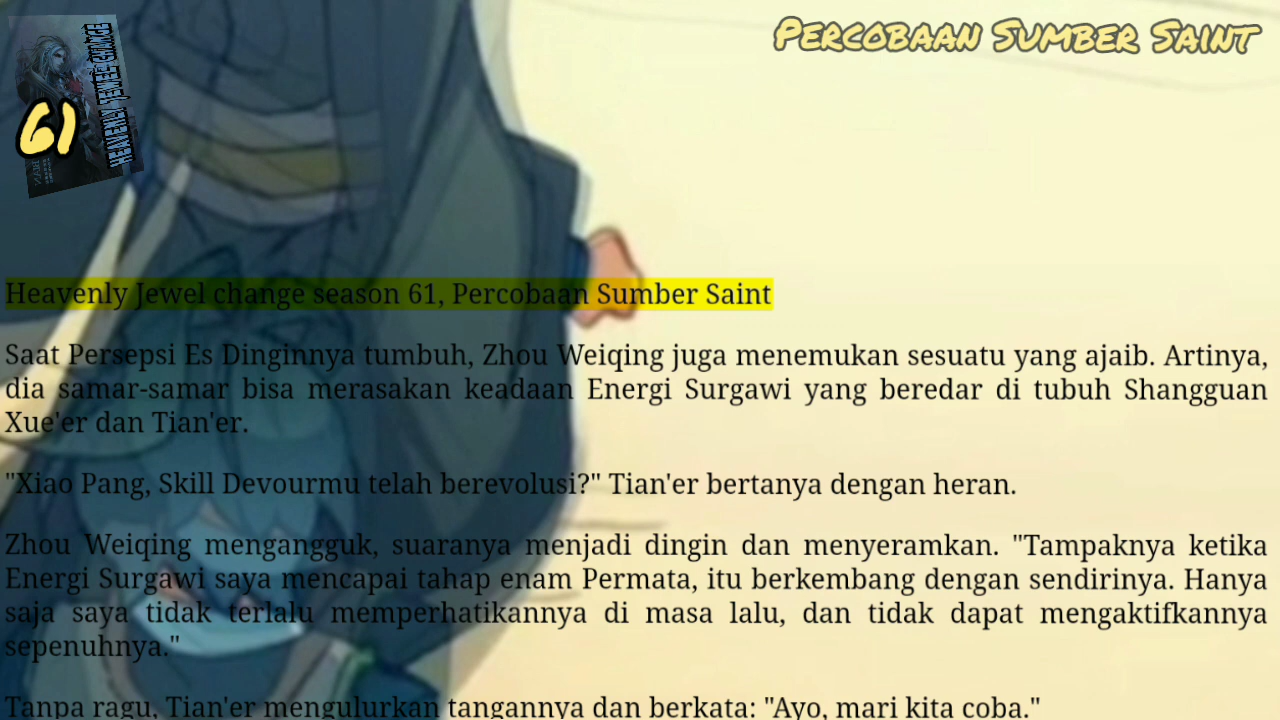 Percobaan Sumber Saint
HEAVENLY JEWEL CHANGE
61
Heavenly Jewel change season 61, Percobaan Sumber Saint
Saat Persepsi Es Dinginnya tumbuh, Zhou Weiqing juga menemukan sesuatu yang ajaib. Artinya,
dia samar-samar bisa merasakan keadaan Energi Surgawi yang beredar di tubuh Shangguan
Xue'er dan Tian'er.
"Xiao Pang, Skill Devourmu telah berevolusi?" Tian'er bertanya dengan heran.
Zhou Weiqing mengangguk, suaranya menjadi dingin dan menyeramkan. "Tampaknya ketika
Energi Surgawi saya mencapai tahap enam Permata, itu berkembang dengan sendirinya. Hanya
saja saya tidak terlalu memperhatikannya di masa lalu, dan tidak dapat mengaktifkannya
sepenuhnya."
Tanpa ragu, Tian'er mengulurkan tangannya dan berkata: "Ayo, mari kita coba."